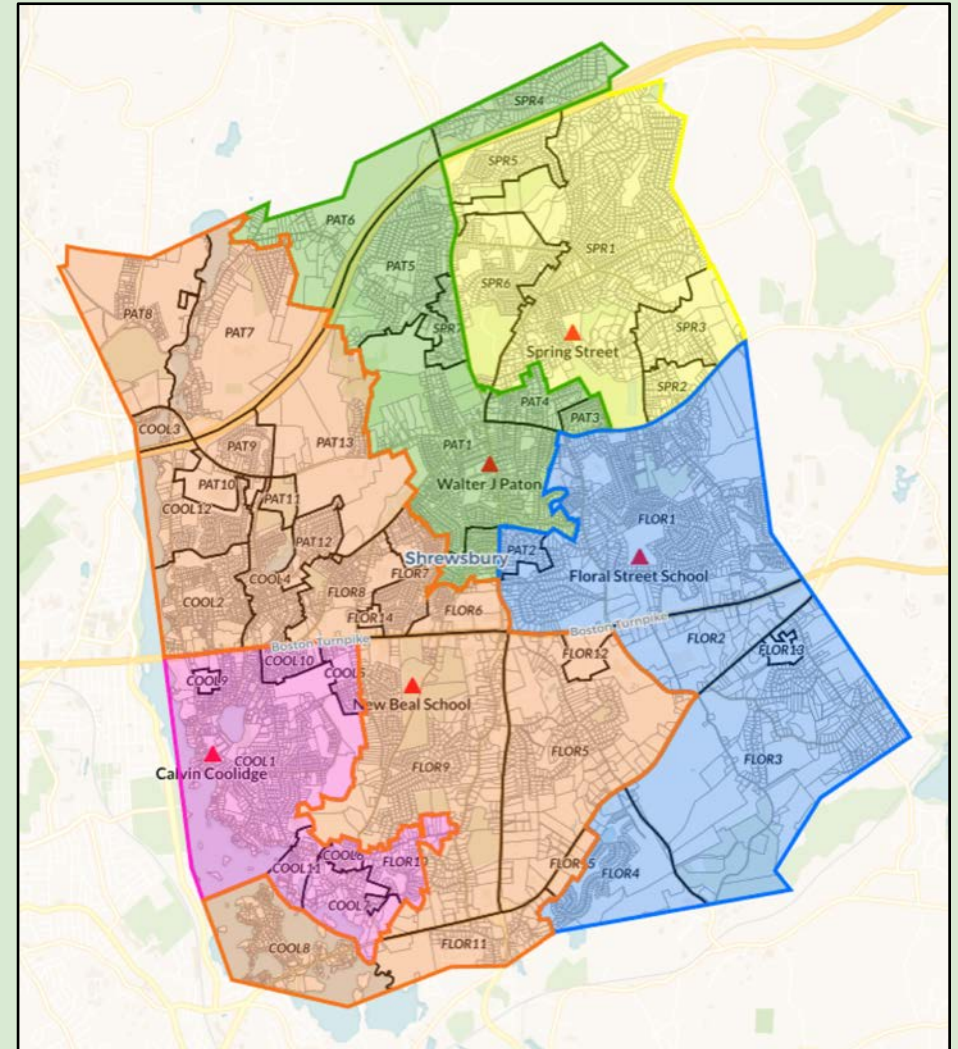 SPR4
SPR5
PAT6
SPR1
PAT5
SPR6
PAT8
SPR7
SPR3
PAT7
Spring Street
SPR2
PAT4
COOL3
PAT3
PAT9
PAT13
PAT1
PAT10
Walter J Paton
PAT11
COOL12
FLOR1
PAT12
PAT2
Shrewsbury
FLOR7
COOL4
Floral Street School
FLOR8
COOL2
FLOR6
FLOR14
Boston Turnpike
Boston Turnpike
FLOR2
FLOR13
FLOR12
COOL10
COOL9
New Beal School
FLOR5
COOL1
FLOR3
Calvin Coolidge
FLOR9
COOL6
FLOR10
COOL11
FLOR4
COOL8
FLOR11